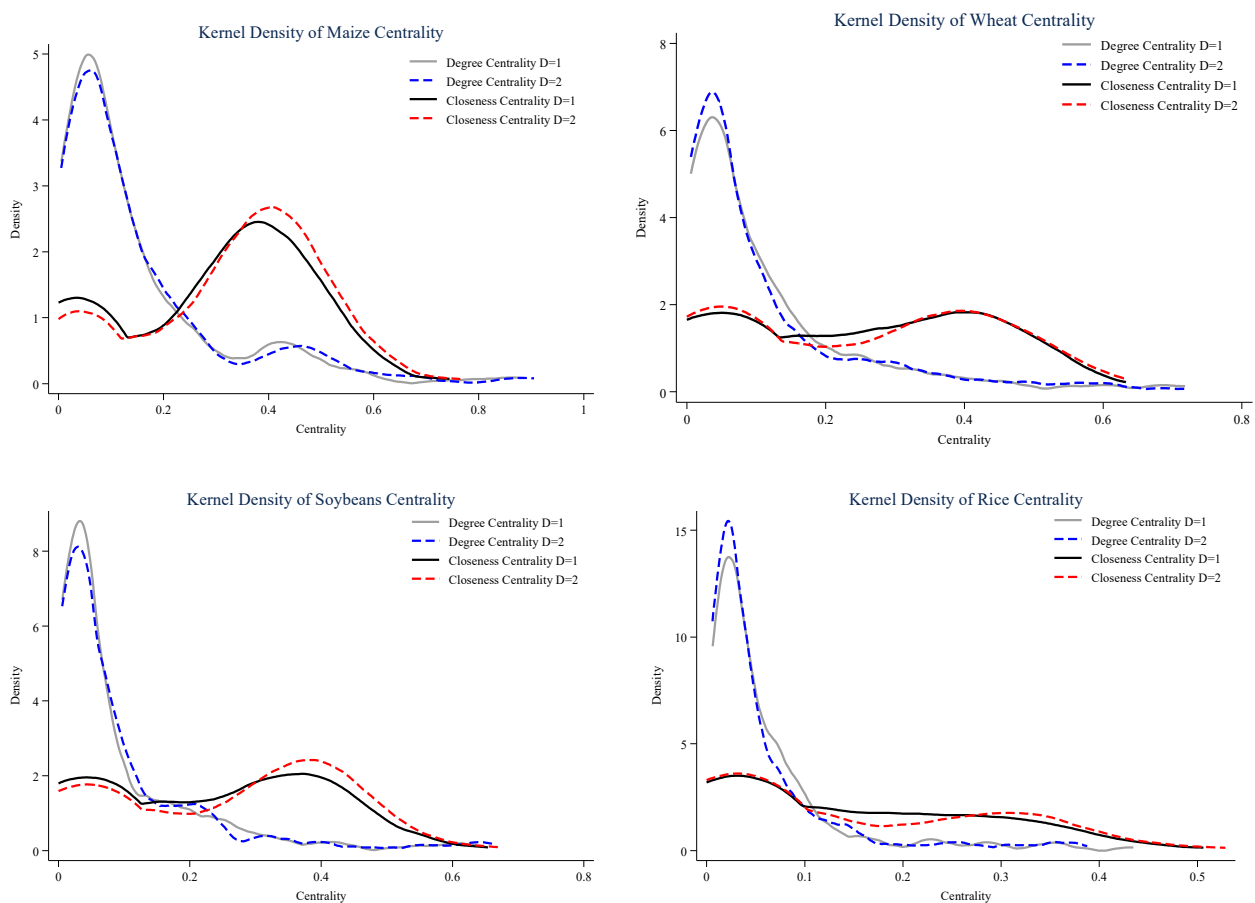 Kernel Density of Maize Centrality
Degree Centrality D=1
Degree Centrality D=2
Closeness Centrality D=1
Closeness Centrality D=2
5
4
3
2
1
0
Density
0 0.2 0.4 0.6 0.8 1
Centrality
Kernel Density of Wheat Centrality
Degree Centrality D=1
Degree Centrality D=2
Closeness Centrality D=1
Closeness Centrality D=2
8
6
4
2
0
Density
0 0.2 0.4 0.6 0.8
Centrality
Kernel Density of Soybeans Centrality
Degree Centrality D=1
Degree Centrality D=2
Closeness Centrality D=1
Closeness Centrality D=2
8
6
4
2
0
Density
0 0.2 0.4 0.6 0.8
Centrality
Kernel Density of Rice Centrality
Degree Centrality D=1
Degree Centrality D=2
Closeness Centrality D=1
Closeness Centrality D=2
15
10
5
0
Density
0 0.1 0.2 0.3 0.4 0.5
Centrality